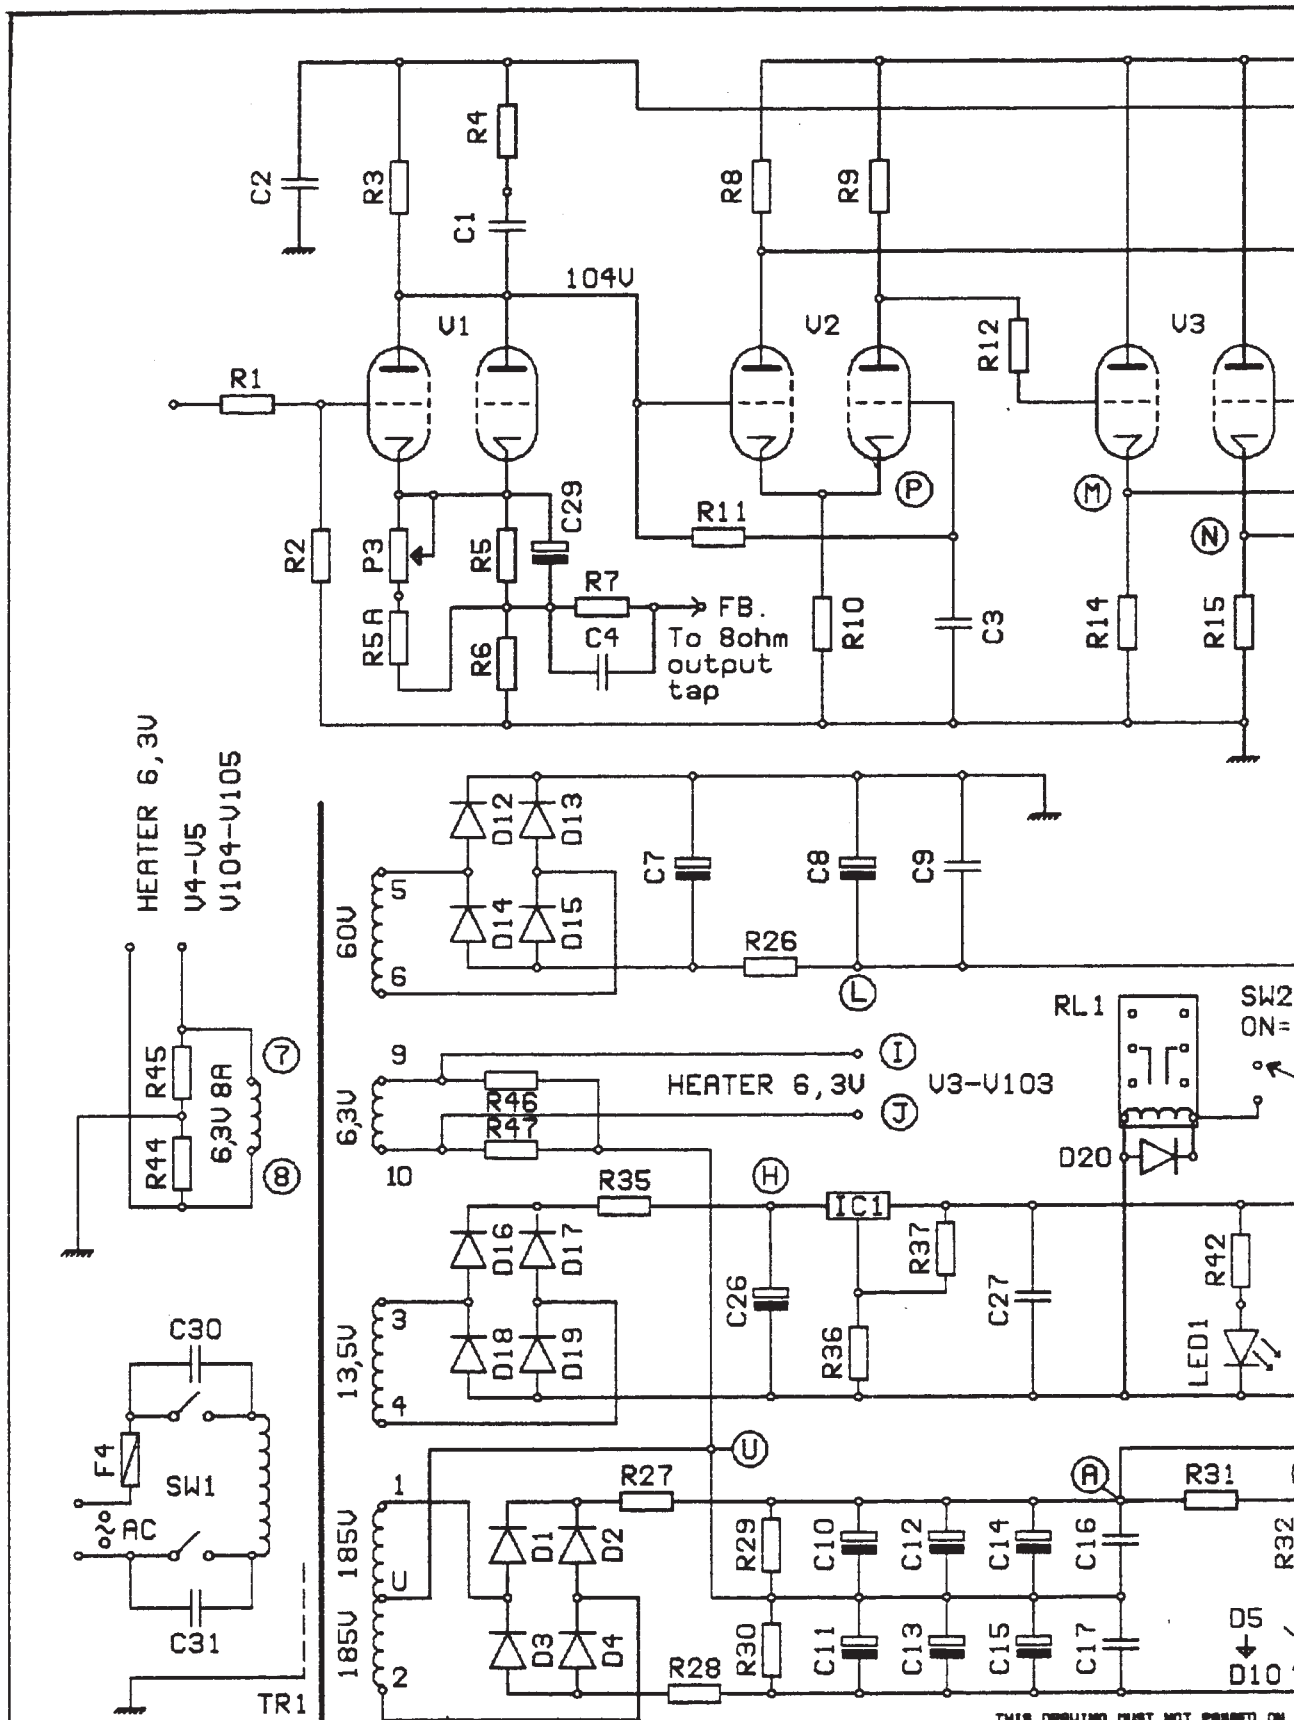 R4
C2
R3
C1
R8
R9
104V
V1
V2
R12
V3
R1
C29
P
M
R11
N
R2
P3
R5
R7
FB.
To 8ohm
output
tap
R5A
R6
C4
R10
C3
R14
R15
HEATER 6,3V
V4-V5
V104-V105
D12
D13
C7
C8
C9
5
60V
D14
D15
6
R26
L
RL1
SW2
ON=
R45
7
6,3V 8A
R44
8
9
6,3V
10
R46
R47
I
HEATER 6,3V
V3-V103
J
D20
R35
H
IC1
D16
D17
R37
R42
C26
C27
3
13,5V
4
D18
D19
R36
LED1
C30
F4
SW1
AC
C31
TR1
U
1
R27
A
R31
185V
U
185V
2
D1
D2
R29
C10
C12
C14
C16
R32
D3
D4
R28
R30
C11
C13
C15
C17
D5
D10
THIS DRAWING MUST NOT PASSED ON